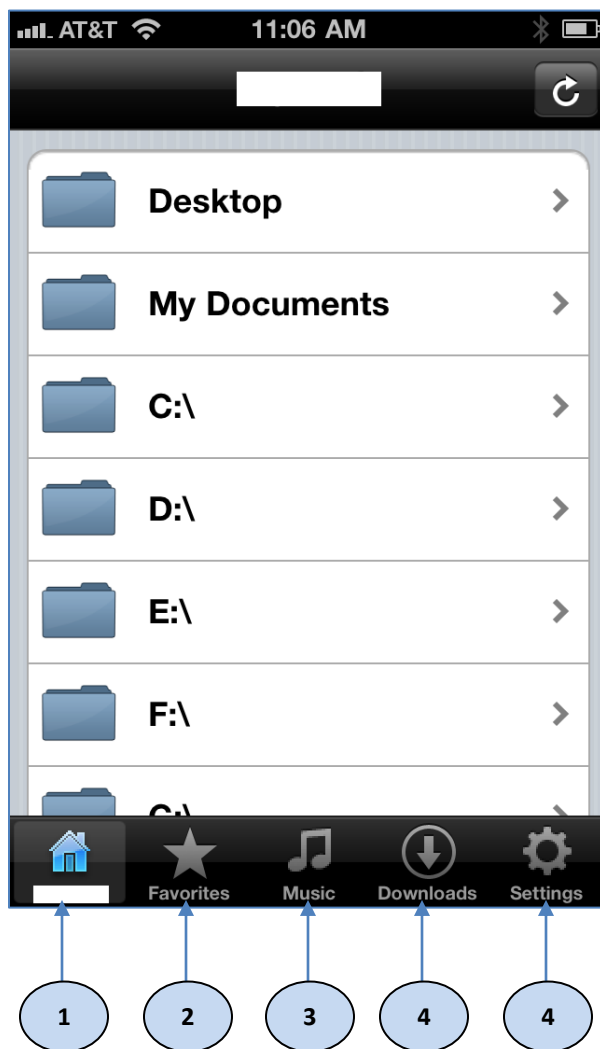 AT&T 11:06 AM
Desktop
My Documents
C:\
D:\
E:\
F:\
Favorites Music Downloads Settings
1 2 3 4 4